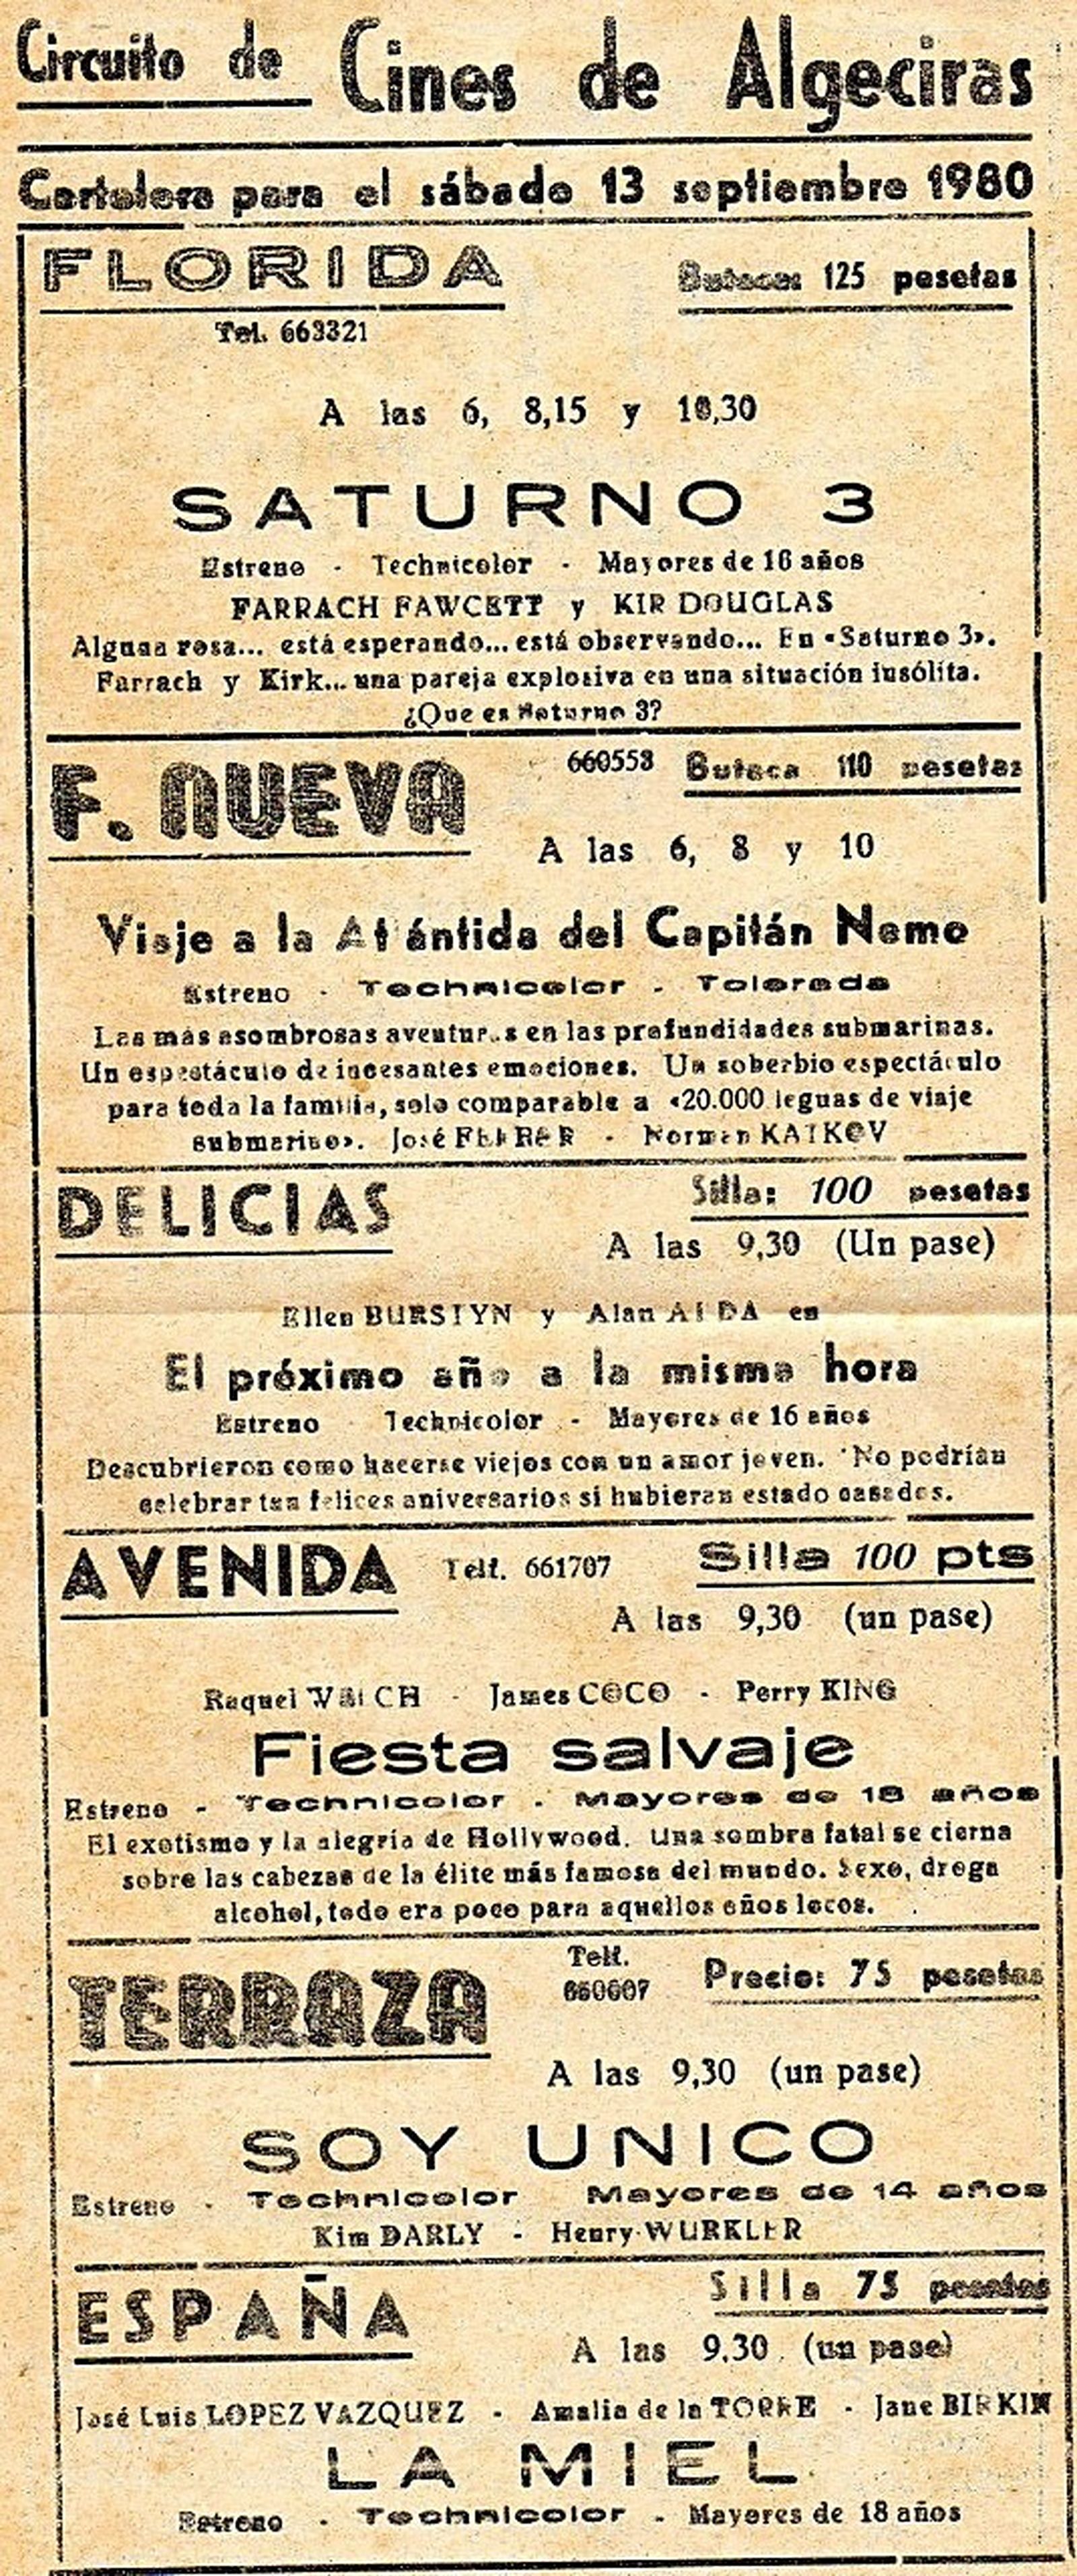 Circuito de Cines de Algeciras
Cartelera para el sábado 13 septiembre 1980
FLORIDA
Butaca: 125 pesetas
Tel. 663321
A las 6, 8,15 y 10,30
SATURNO 3
Estreno - Technicolor - Mayores de 16 años
FARRACH FAWCETT y KIR DOUGLAS
Alguna rosa... está esperando... está observando... En «Saturno 3».
Farrach y Kirk... una pareja explosiva en una situación insólita.
¿Que es Saturno 3?
F. NUEVA
660553 Butaca 110 pesetas
A las 6, 8 y 10
Viaje a la Atlántida del Capitán Nemo
Estreno - Technicolor - Tolerada
Las más asombrosas aventuras en las profundidades submarinas.
Un espectáculo de incesantes emociones. Un soberbio espectáculo
para toda la familia, solo comparable a «20.000 leguas de viaje
submarino». José FERRER - Norman KATKOV
DELICIAS
Silla: 100 pesetas
A las 9,30 (Un pase)
Ellen BURSTYN y Alan ALDA en
El próximo año a la misma hora
Estreno Technicolor - Mayores de 16 años
Descubrieron como hacerse viejos con un amor joven. No podrían
celebrar tan felices aniversarios si hubieran estado casados.
AVENIDA Telf. 661707 Silla 100 pts
A las 9,30 (un pase)
Raquel WELCH - James COCO - Perry KING
Fiesta salvaje
Estreno - Technicolor - Mayores de 18 años
El exotismo y la alegría de Hollywood. Una sombra fatal se cierna
sobre las cabezas de la élite más famosa del mundo. Sexo, droga
alcohol, todo era poco para aquellos años locos.
TERRAZA
Telf.
660607
Precio: 75 pesetas
A las 9,30 (un pase)
SOY UNICO
Estreno - Technicolor Mayores de 14 años
Kim DARLY - Henry WURKLER
ESPAÑA
Silla 75 pesetas
A las 9,30 (un pase)
José Luis LOPEZ VAZQUEZ - Amalia de la TORRE - Jane BIRKIN
LA MIEL
Estreno - Technicolor - Mayores de 18 años